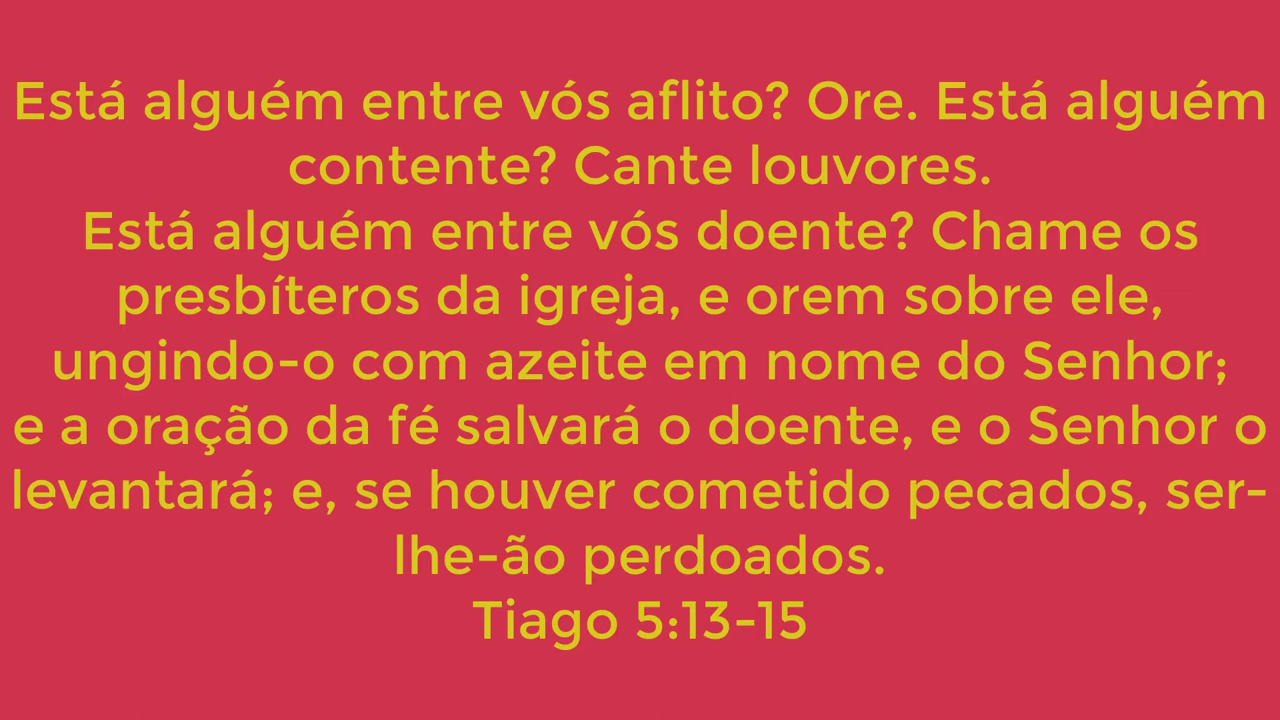 Está alguém entre vós aflito? Ore. Está alguém
contente? Cante louvores.
Está alguém entre vós doente? Chame os
presbíteros da igreja, e orem sobre ele,
ungindo-o com azeite em nome do Senhor;
e a oração da fé salvará o doente, e o Senhor o
levantará; e, se houver cometido pecados, ser-
lhe-ão perdoados.
Tiago 5:13-15